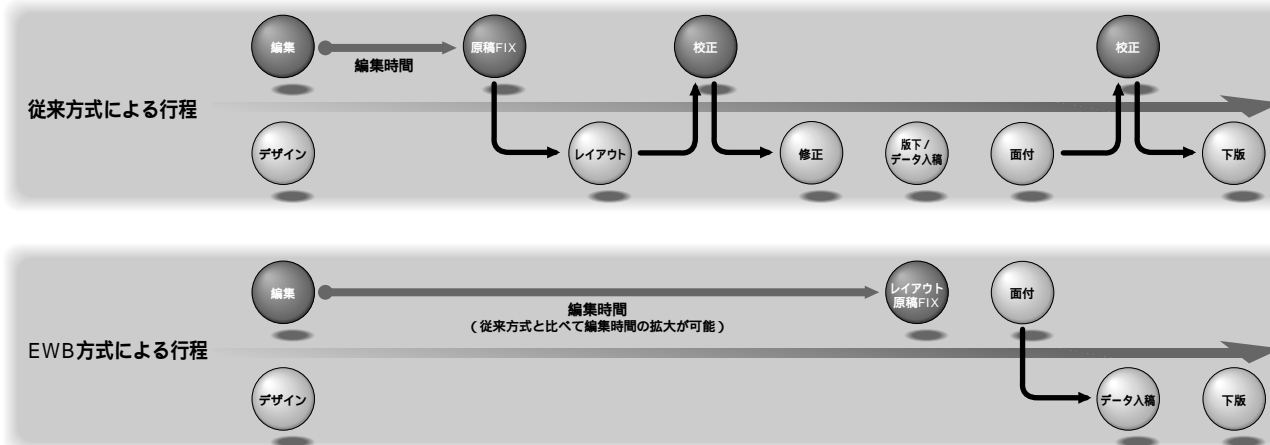 編集
原稿FIX
校正
校正
編集時間
従来方式による行程
デザイン
レイアウト
修正
版下 /
データ入稿
面付
下版
編集
レイアウト
原稿FIX
面付
編集時間
( 従来方式と比べて編集時間の拡大が可能 )
EWB方式による行程
デザイン
データ入稿
下版